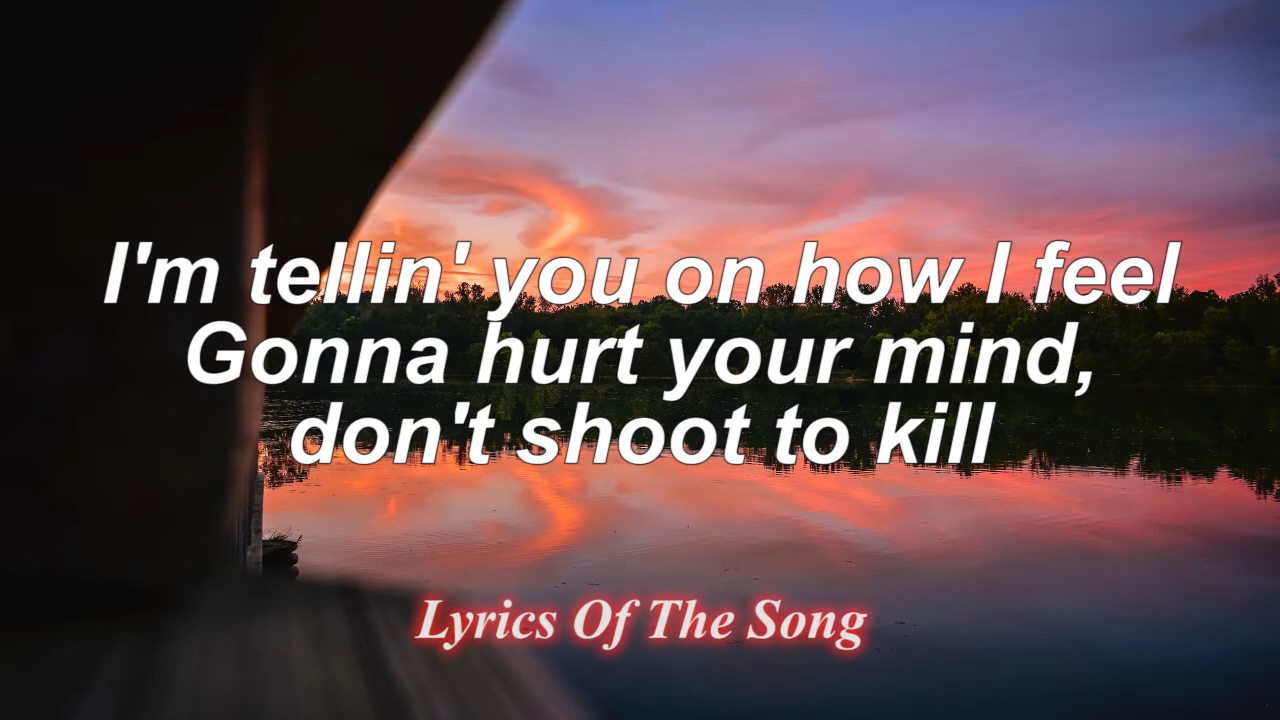 I'm tellin' you on how I feel
Gonna hurt your mind,
don't shoot to kill
Lyrics Of The Song